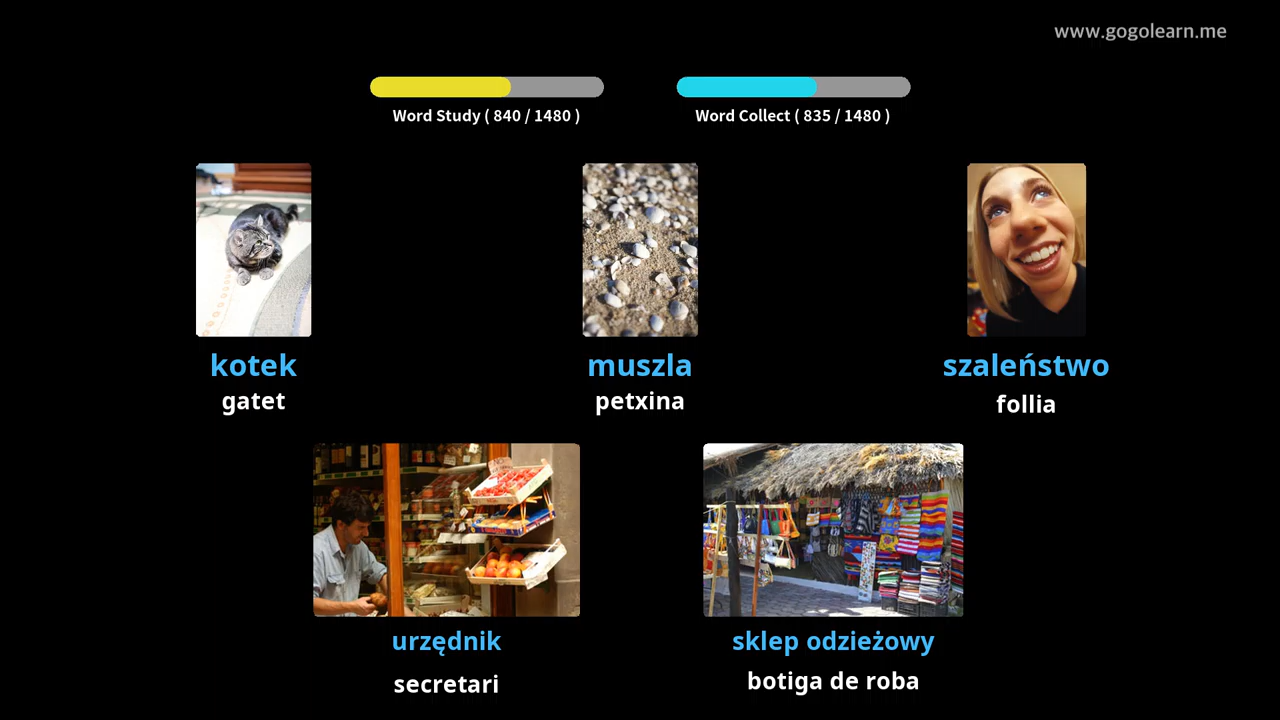 www.gogolearn.me
Word Study ( 840 / 1480 )
Word Collect ( 835 / 1480 )
kotek
gatet
muszla
petxina
szaleństwo
follia
urzędnik
secretari
sklep odzieżowy
botiga de roba